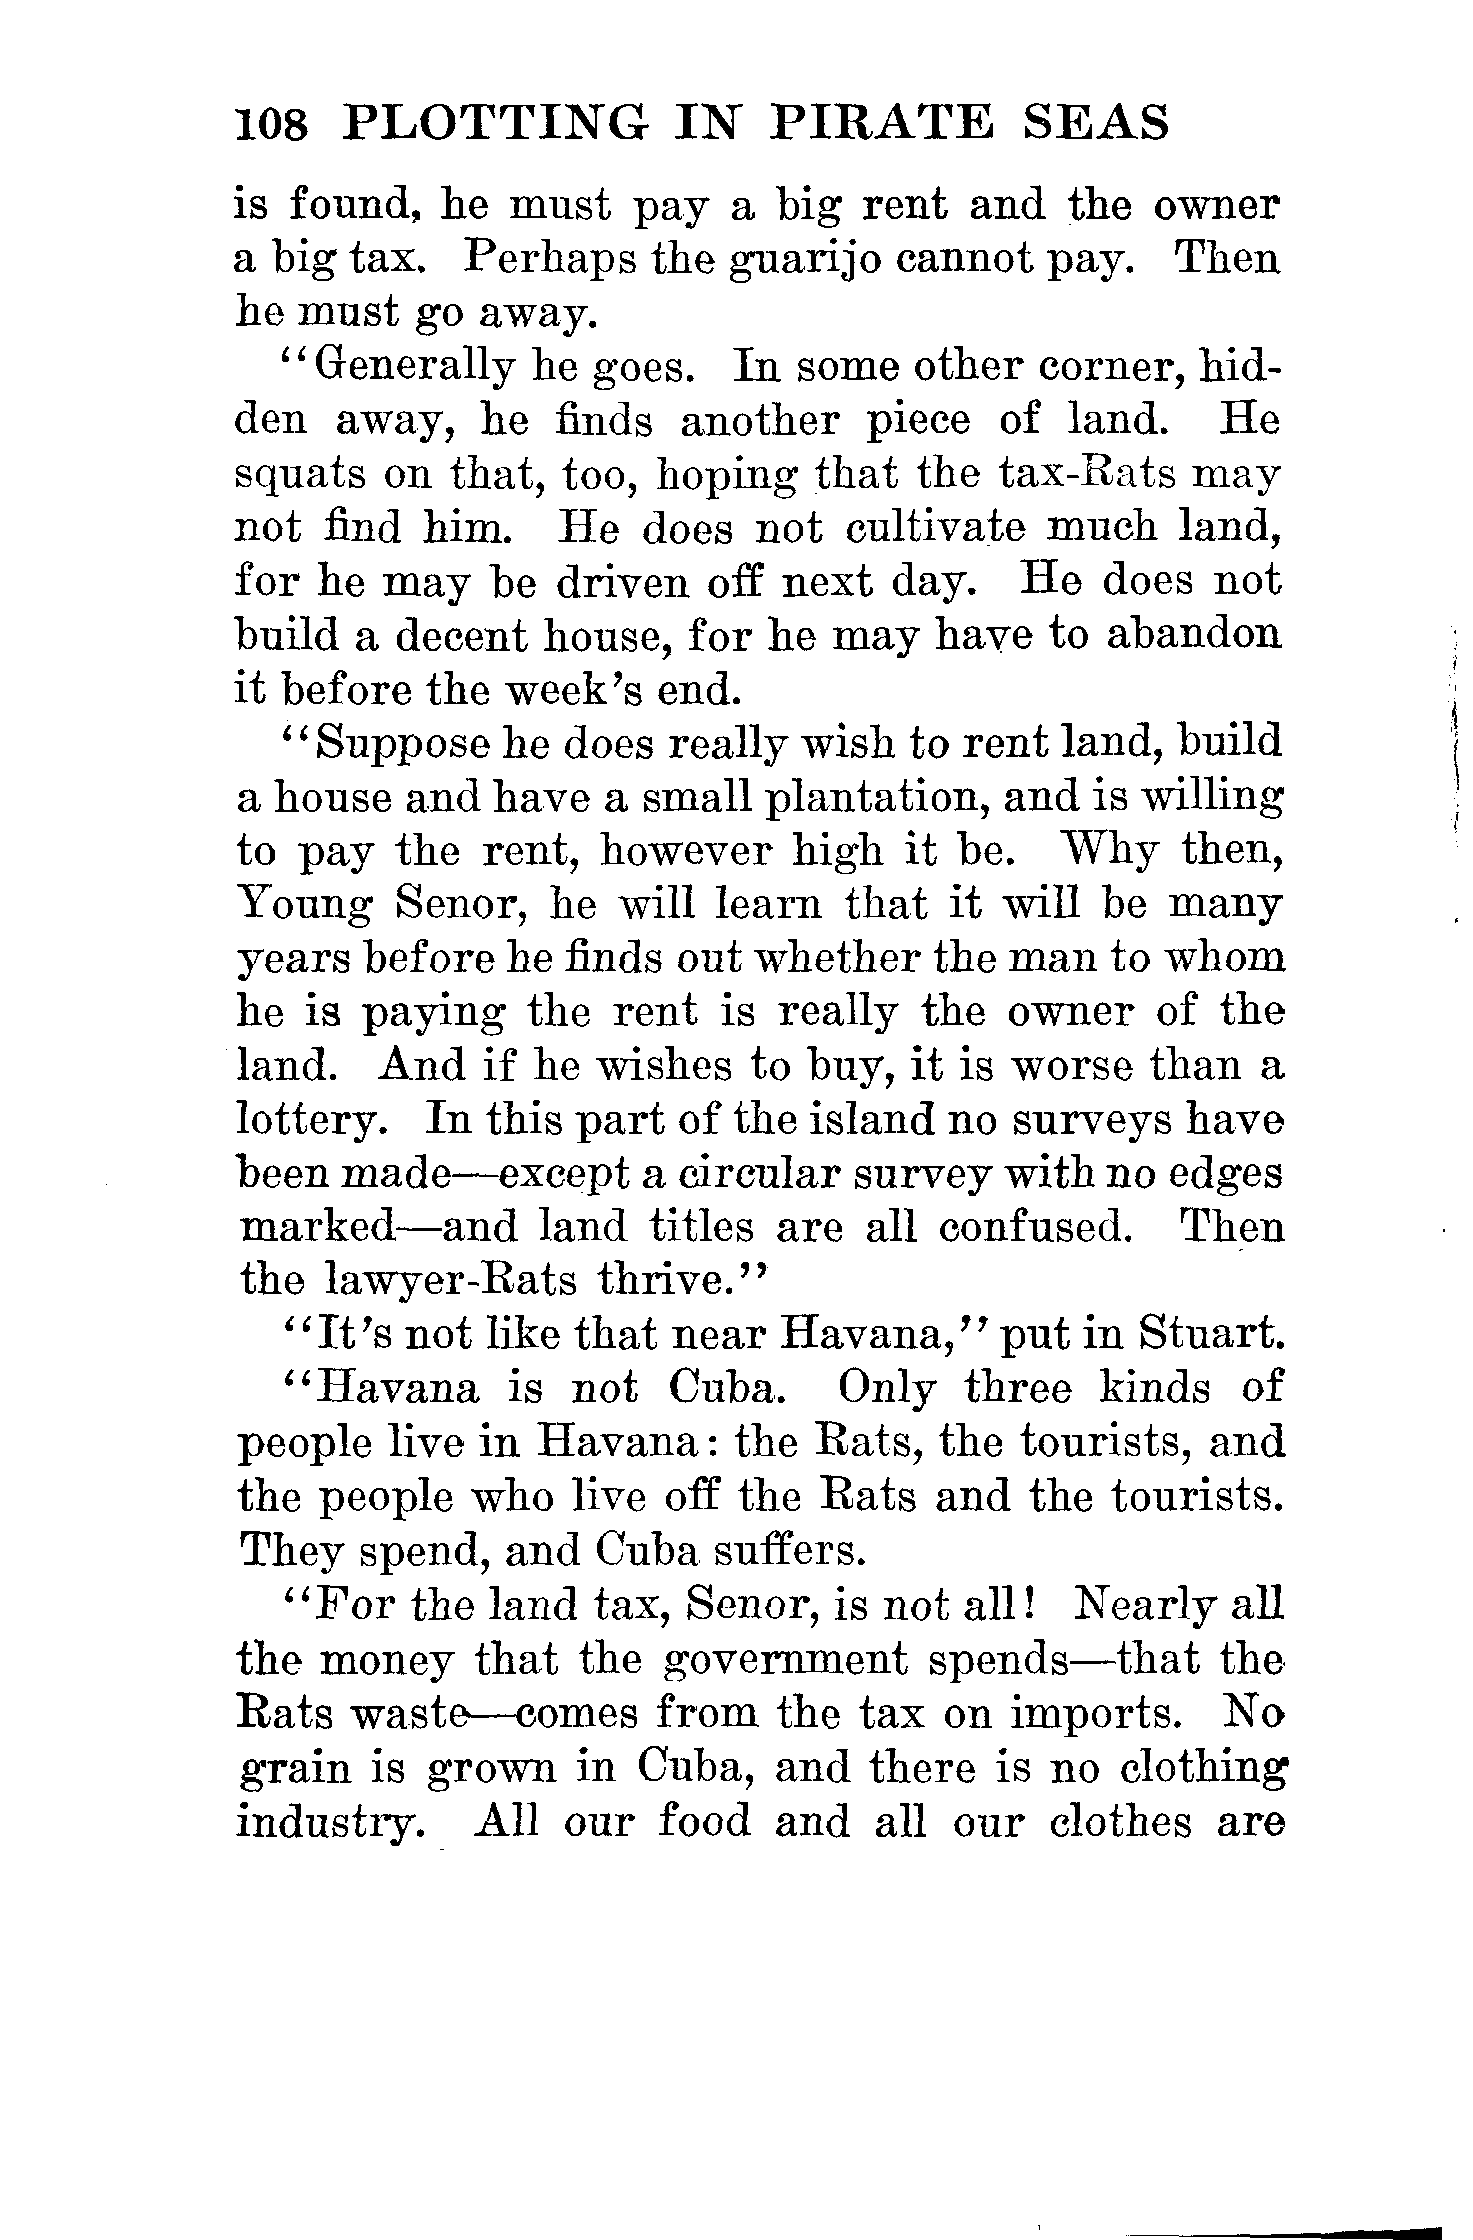 108 PLOTTING IN PIRATE SEAS
is found, he must pay a big rent and the owner
a big tax. Perhaps the guarijo cannot pay. Then
he must go away.
"Generally he goes. In some other corner, hid-
den away, he finds another piece of land. He
squats on that, too, hoping that the tax-Rats may
not find him. He does not cultivate much land,
for he may be driven off next day. He does not
build a decent house, for he may have to abandon
it before the week's end.
"Suppose he does really wish to rent land, build
a house and have a small plantation, and is willing
to pay the rent, however high it be. Why then,
Young Senor, he will learn that it will be many
years before he finds out whether the man to whom
he is paying the rent is really the owner of the
land. And if he wishes to buy, it is worse than a
lottery. In this part of the island no surveys have
been made—except a circular survey with no edges
marked—and land titles are all confused. Then
the lawyer-Rats thrive."
"It's not like that near Havana," put in Stuart.
"Havana is not Cuba. Only three kinds of
people live in Havana: the Rats, the tourists, and
the people who live off the Rats and the tourists.
They spend, and Cuba suffers.
"For the land tax, Senor, is not all! Nearly all
the money that the government spends—that the
Rats waste—comes from the tax on imports. No
grain is grown in Cuba, and there is no clothing
industry. All our food and all our clothes are